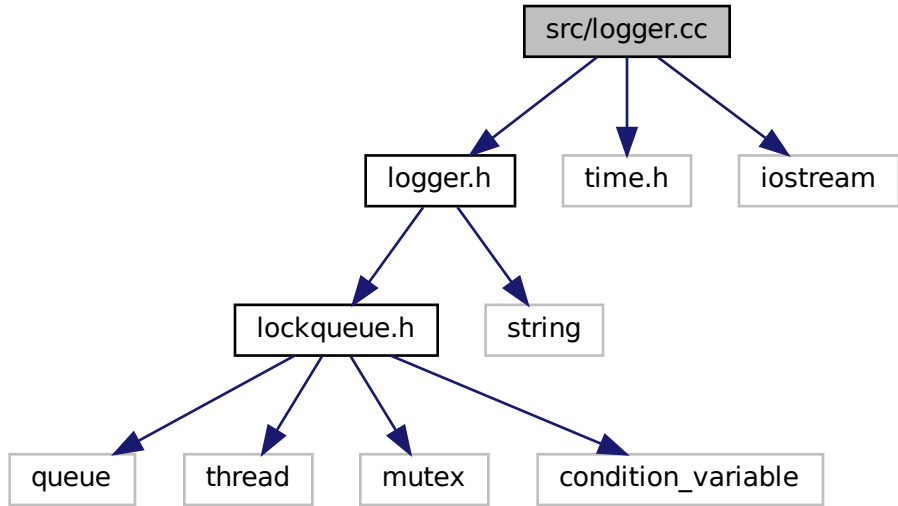 src/logger.cc
logger.h
time.h
iostream
lockqueue.h
string
queue
thread
mutex
condition_variable